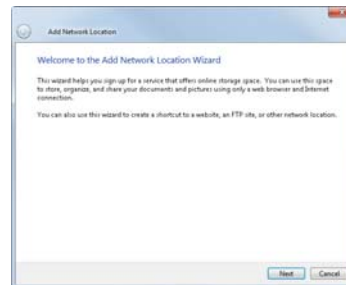 Add Network Location
Welcome to the Add Network Location Wizard
This wizard helps you sign up for a service that offers online storage space. You can use this space
to store, organize, and share your documents and pictures using only a web browser and Internet
connection.
You can also use this wizard to create a shortcut to a website, an FTP site, or other network location.
Next
Cancel